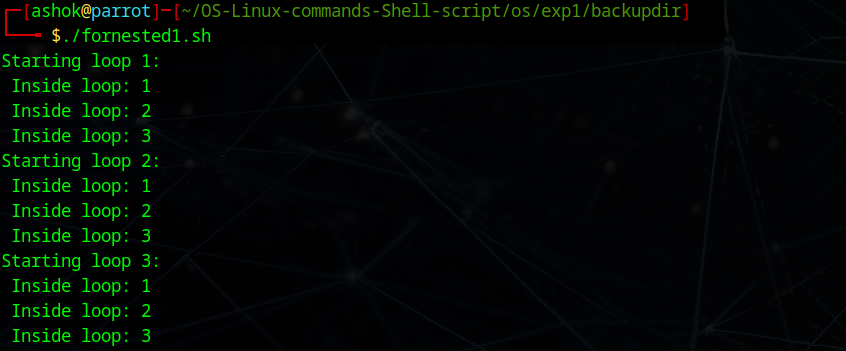 ┌─[ashok@parrot]─[~/OS-Linux-commands-Shell-script/os/exp1/backupdir]
└──╼ $./fornested1.sh
Starting loop 1:
 Inside loop: 1
 Inside loop: 2
 Inside loop: 3
Starting loop 2:
 Inside loop: 1
 Inside loop: 2
 Inside loop: 3
Starting loop 3:
 Inside loop: 1
 Inside loop: 2
 Inside loop: 3